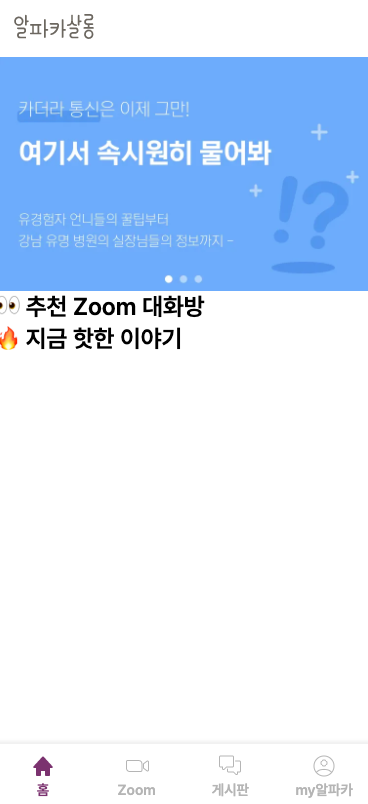 알파카살롱
카더라 통신은 이제 그만!
여기서 속시원히 물어봐
유경험자 언니들의 꿀팁부터
강남 유명 병원의 실장님들의 정보까지 ~
!?
👀 추천 Zoom 대화방
🔥 지금 핫한 이야기
홈 Zoom 게시판 my알파카